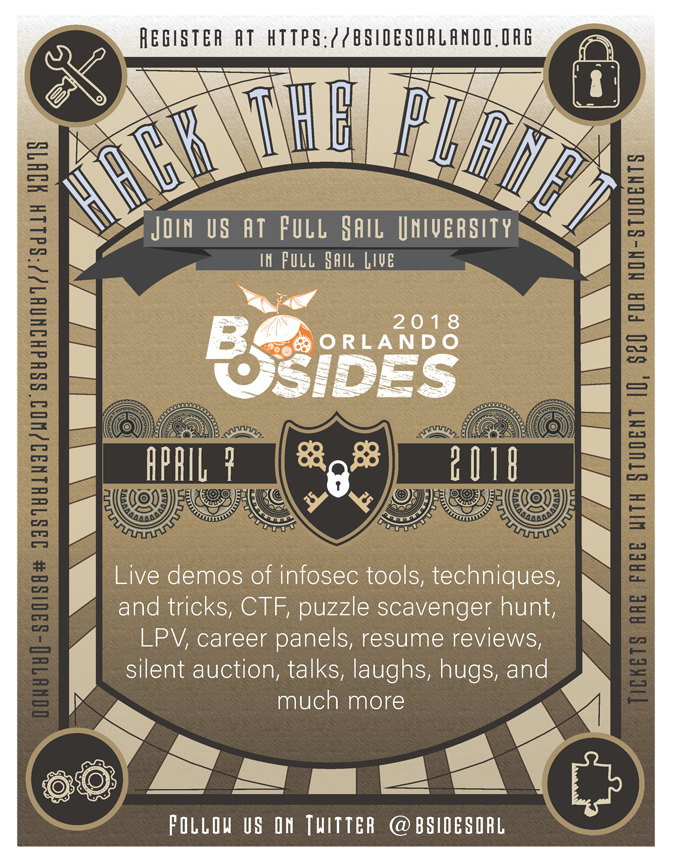 Register at https://bsidesorlando.org
Hack the Planet
Join us at Full Sail University
in Full Sail Live
2018
ORLANDO
BSIDES
April 7
2018
Live demos of infosec tools, techniques,
and tricks, CTF, puzzle scavenger hunt,
LPV, career panels, resume reviews,
silent auction, talks, laughs, hugs, and
much more
Slack https://launchpass.com/centralsec #bsides-Orlando
Tickets are free with Student ID, $20 for non-students
Follow us on Twitter @bsidesorl